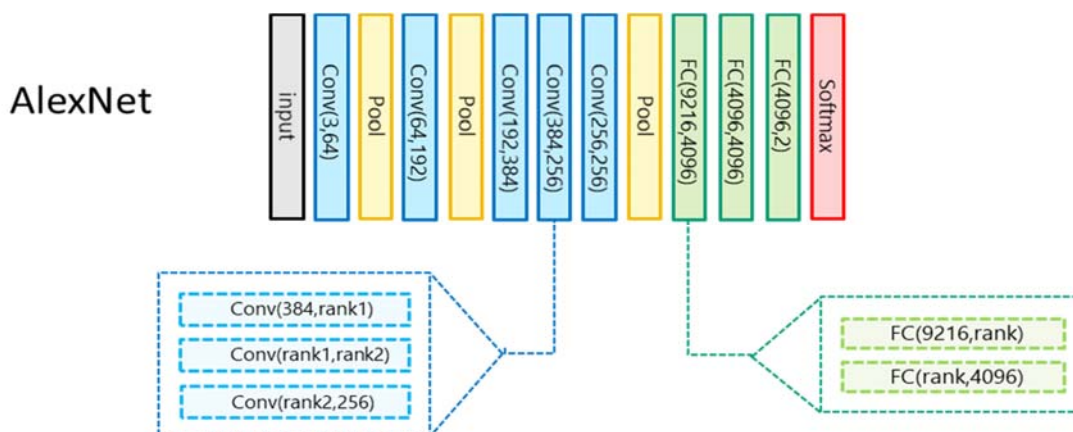 AlexNet
input
Conv(3,64)
Pool
Conv(64,192)
Pool
Conv(192,384)
Conv(384,256)
Conv(256,256)
Pool
FC(9216,4096)
FC(4096,4096)
FC(4096,2)
Softmax
Conv(384,rank1)
Conv(rank1,rank2)
Conv(rank2,256)
FC(9216,rank)
FC(rank,4096)